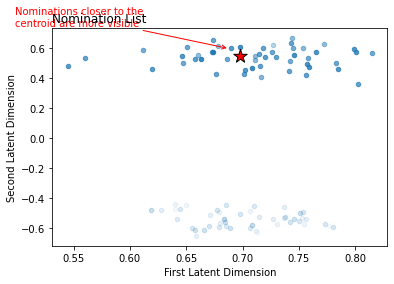 Nominations closer to the
centroid are more visible
Nomination List
Second Latent Dimension
0.6
0.4
0.2
0.0
−0.2
−0.4
−0.6
0.55
0.60
0.65
0.70
0.75
0.80
First Latent Dimension